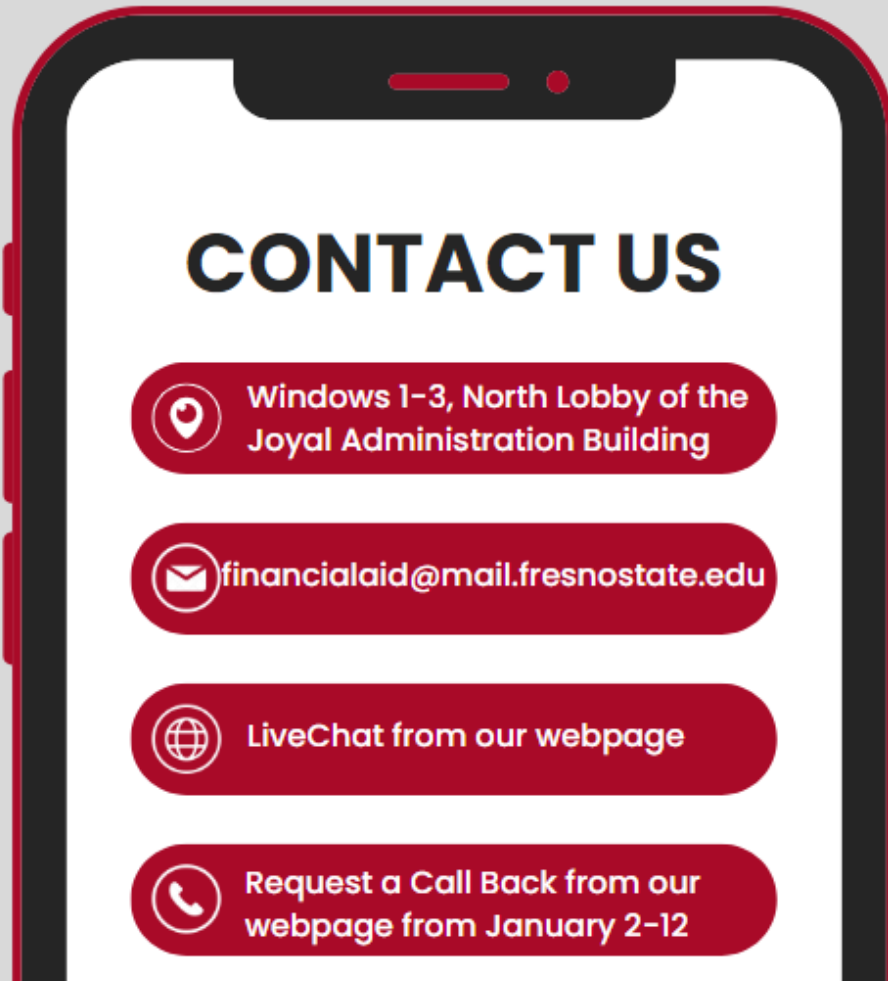 CONTACT US
Windows 1-3, North Lobby of the
Joyal Administration Building
financialaid@mail.fresnostate.edu
LiveChat from our webpage
Request a Call Back from our
webpage from January 2-12